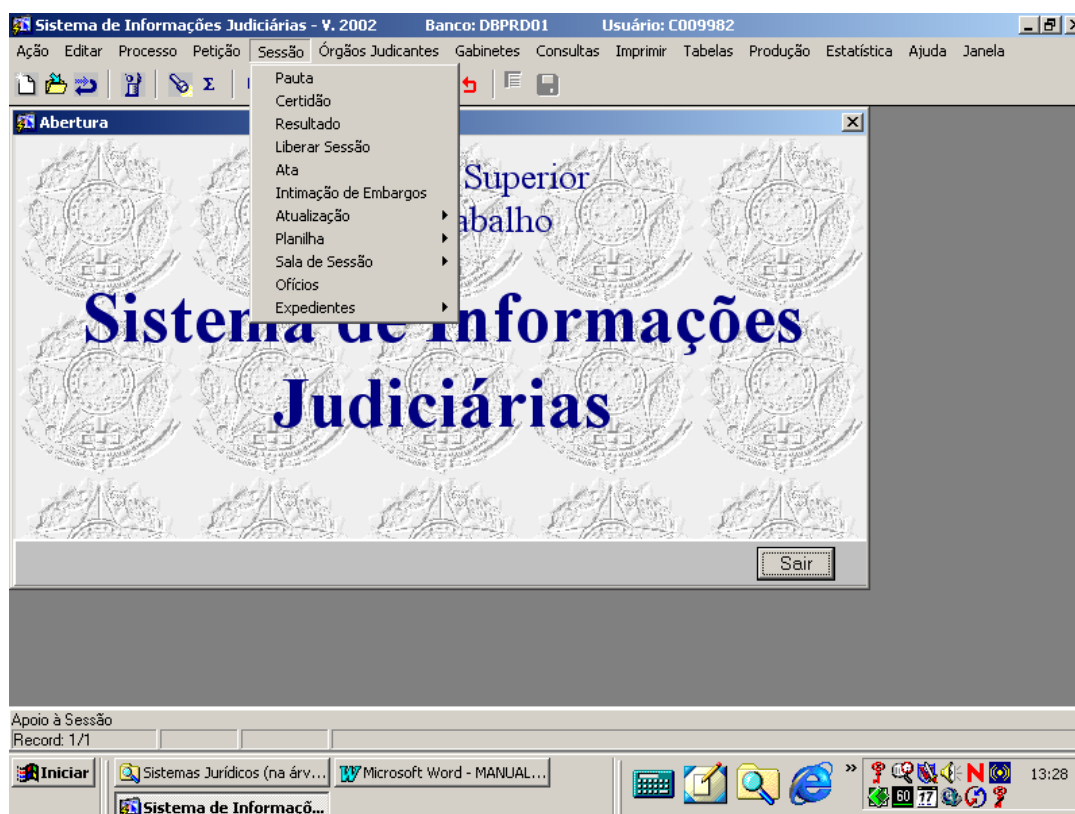 Sistema de Informações Judiciárias - V. 2002 Banco: DBPRD01 Usuário: C009982
Ação Editar Processo Petição Sessão Órgãos Judicantes Gabinetes Consultas Imprimir Tabelas Produção Estatística Ajuda Janela
Σ
Pauta
Certidão
Resultado
Liberar Sessão
Ata
Intimação de Embargos
Atualização
Planilha
Sala de Sessão
Ofícios
Expedientes
Abertura
Superior
Sistema de Informações
Judiciárias
Sair
Apoio à Sessão
Record: 1/1
Iniciar
Sistemas Jurídicos (na árv...
Microsoft Word - MANUAL...
Sistema de Informaçõ...
N
60
17
13:28